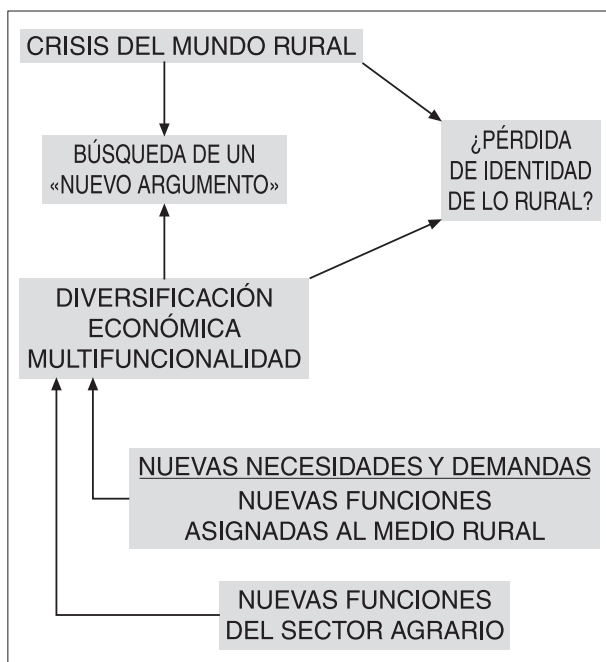 CRISIS DEL MUNDO RURAL
BÚSQUEDA DE UN
«NUEVO ARGUMENTO»
¿PÉRDIDA
DE IDENTIDAD
DE LO RURAL?
DIVERSIFICACIÓN
ECONÓMICA
MULTIFUNCIONALIDAD
NUEVAS NECESIDADES Y DEMANDAS
NUEVAS FUNCIONES
ASIGNADAS AL MEDIO RURAL
NUEVAS FUNCIONES
DEL SECTOR AGRARIO